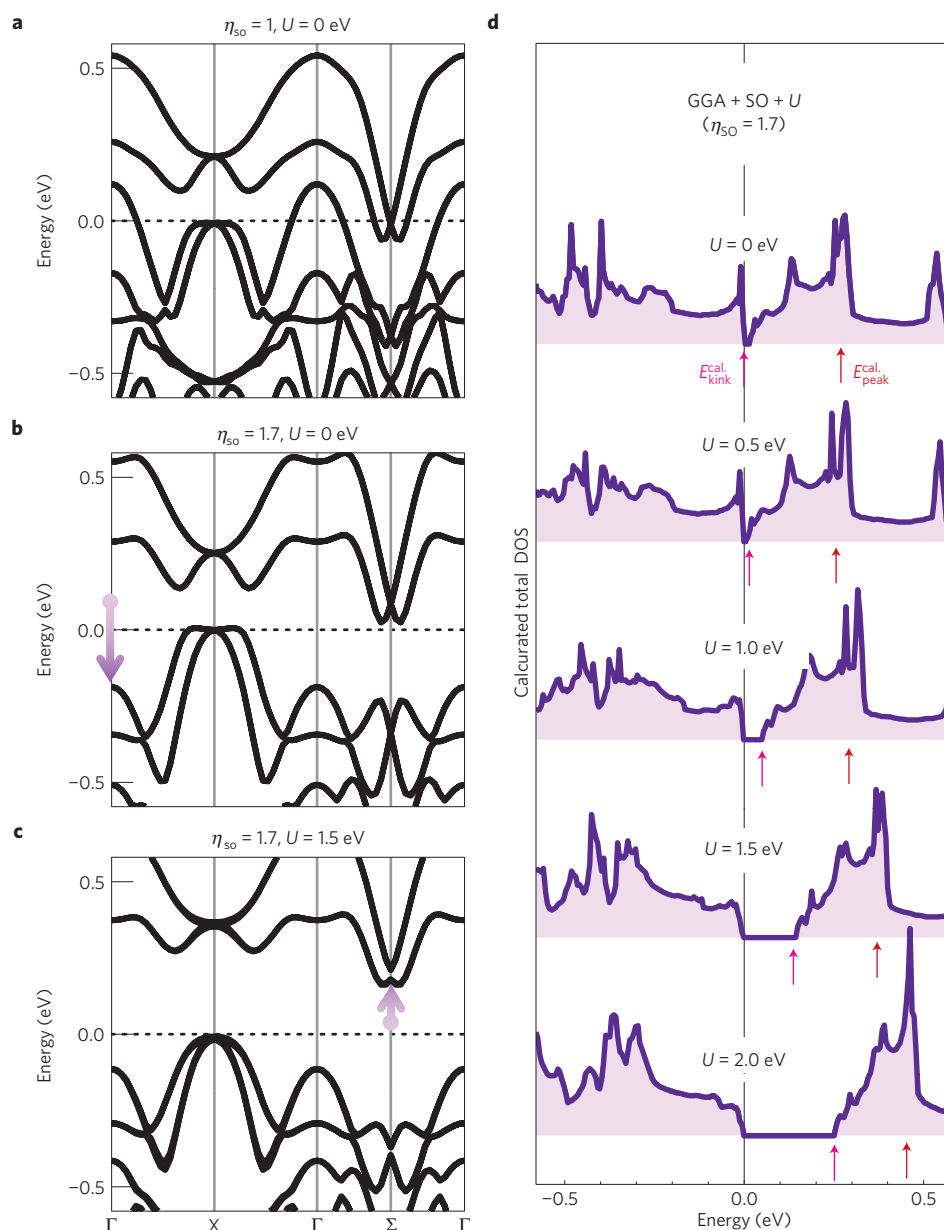 a
η_so = 1, U = 0 eV
0.5
0.0
−0.5
Energy (eV)
b
η_so = 1.7, U = 0 eV
0.5
0.0
−0.5
Energy (eV)
c
η_so = 1.7, U = 1.5 eV
0.5
0.0
−0.5
Energy (eV)
Γ X Γ Σ Γ
d
GGA + SO + U
(η_SO = 1.7)
U = 0 eV
E^cal._kink E^cal._peak
U = 0.5 eV
U = 1.0 eV
U = 1.5 eV
U = 2.0 eV
Calcurated total DOS
−0.5 0.0 0.5
Energy (eV)